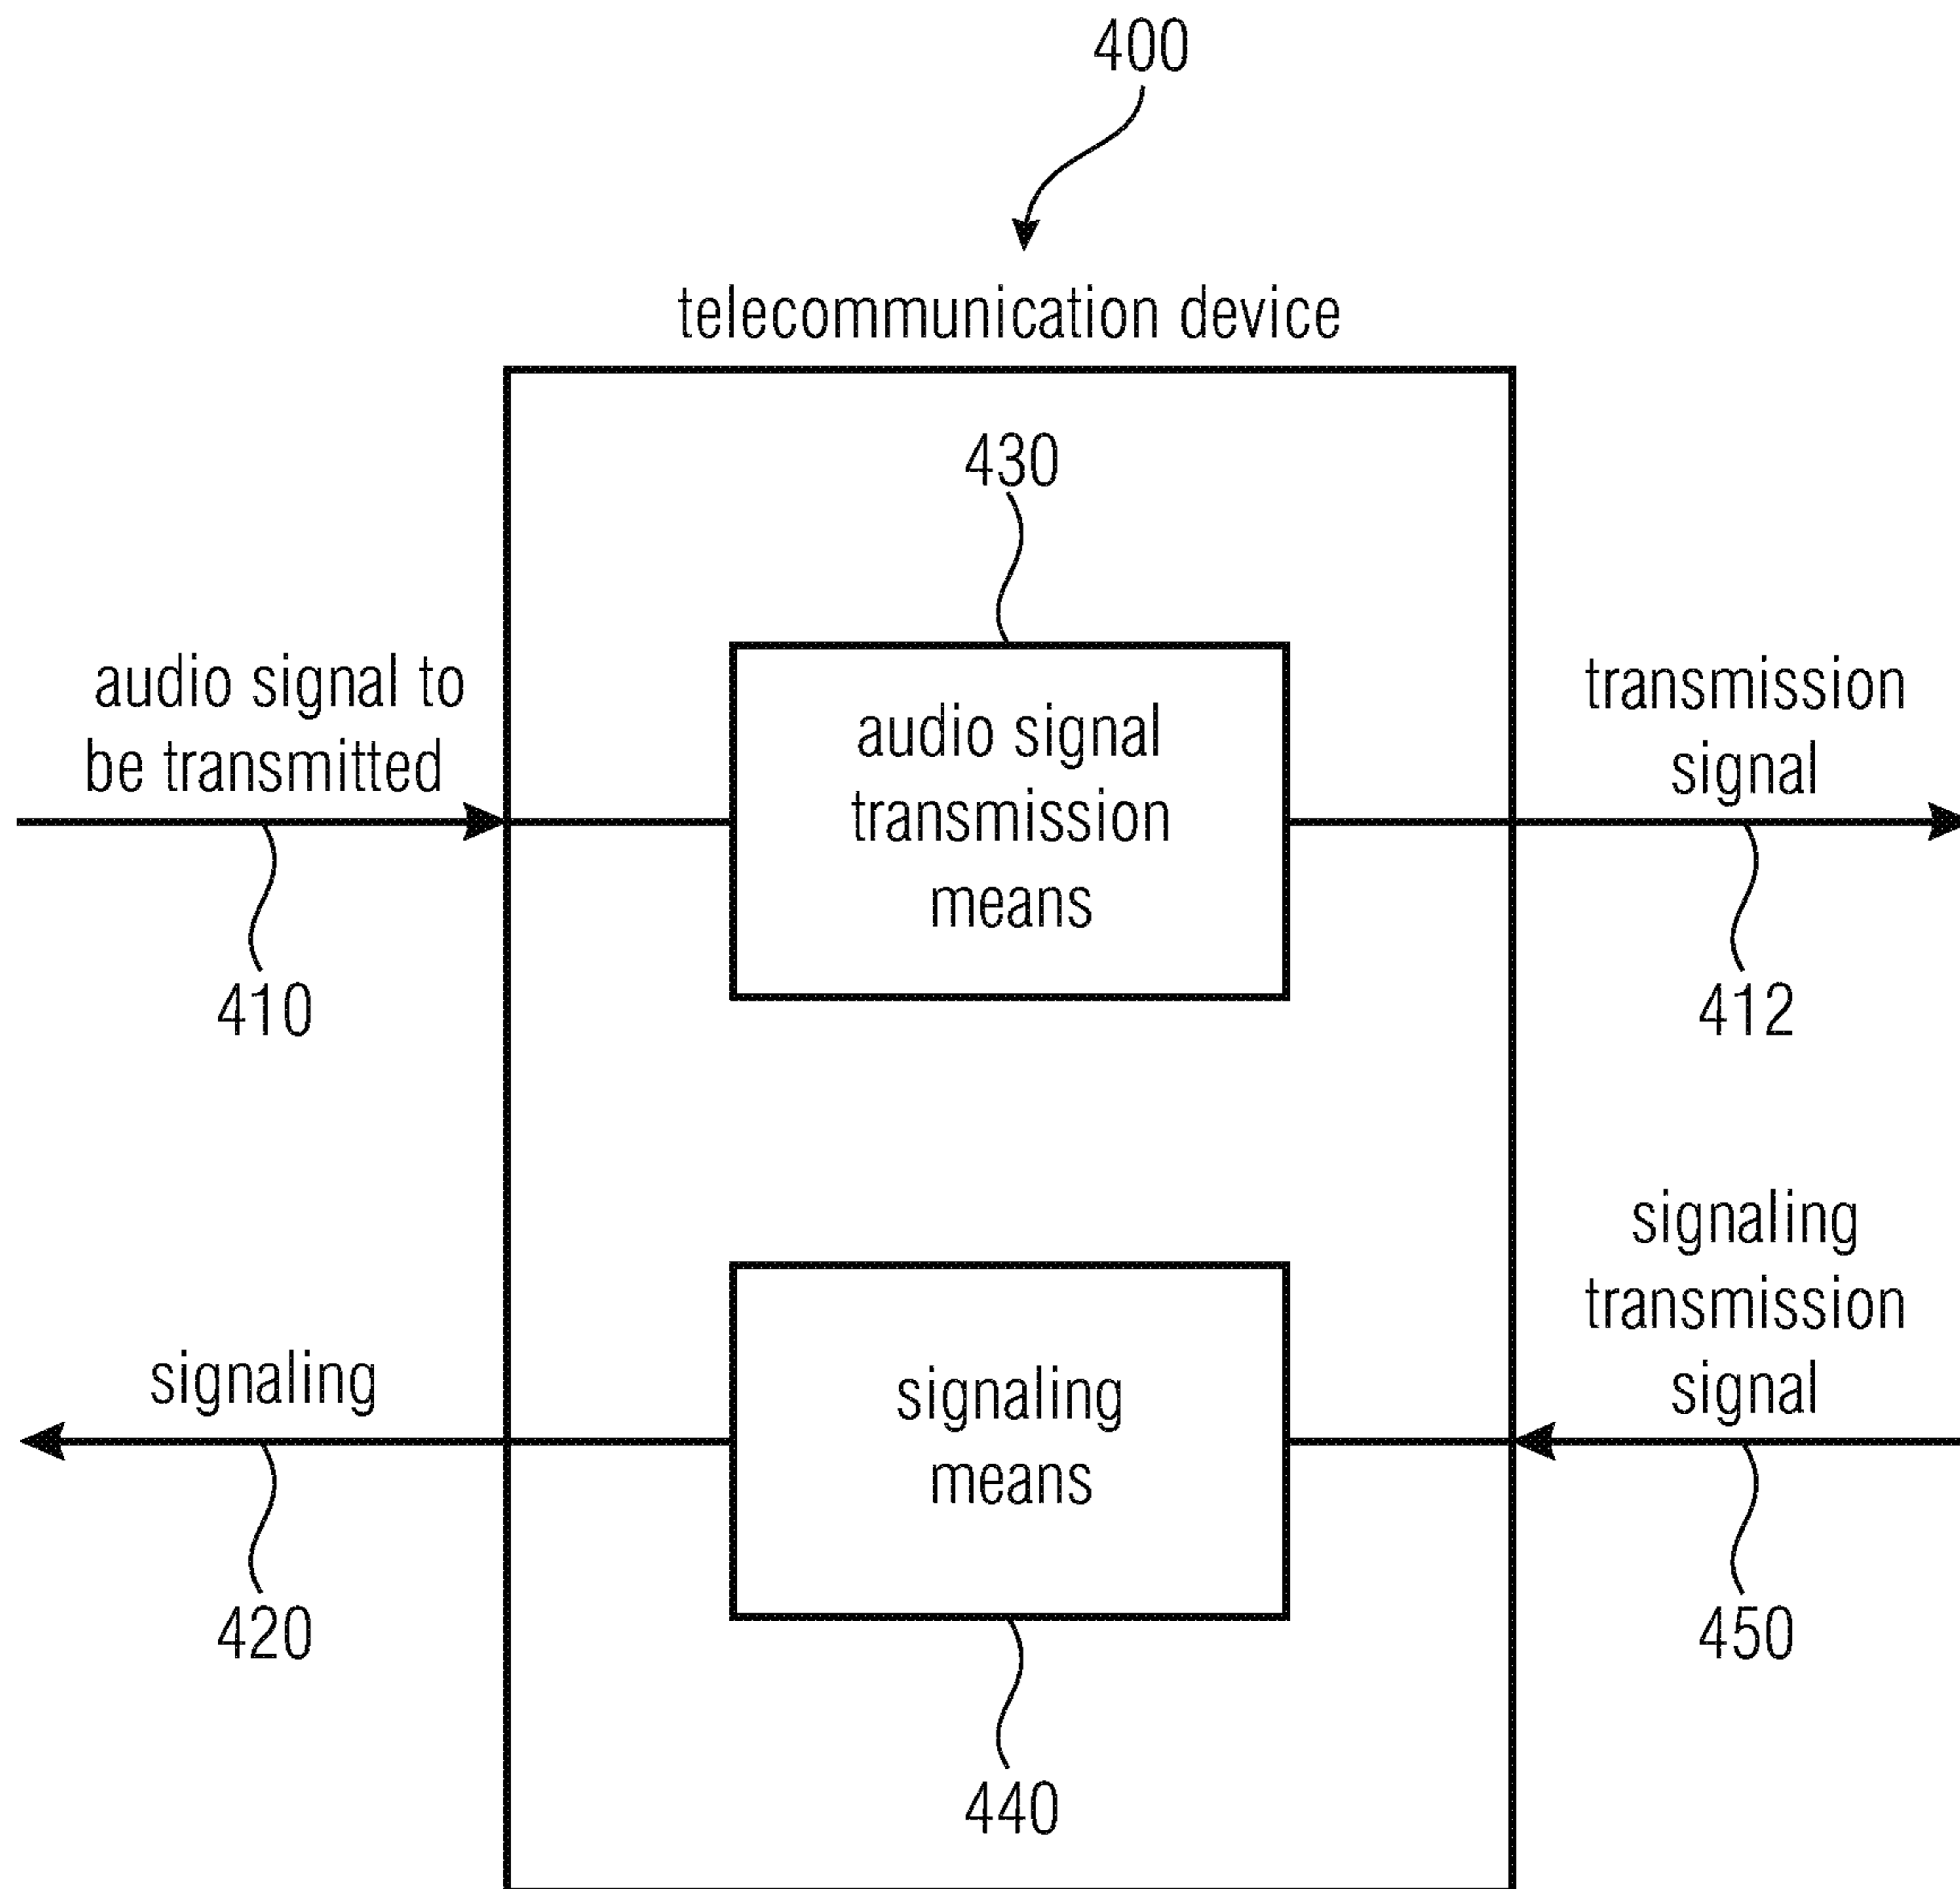 400
telecommunication device
430
audio signal to
be transmitted
audio signal
transmission
means
transmission
signal
410
412
signaling
transmission
signal
signaling
signaling
means
420
450
440